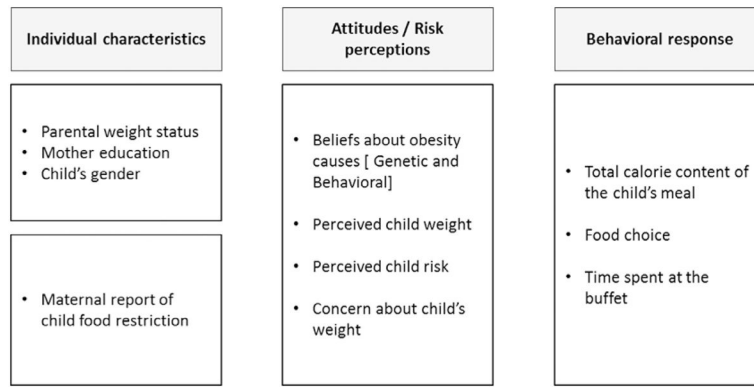 Individual characteristics
• Parental weight status
• Mother education
• Child's gender
• Maternal report of
child food restriction
Attitudes / Risk
perceptions
• Beliefs about obesity
causes [ Genetic and
Behavioral]
• Perceived child weight
• Perceived child risk
• Concern about child's
weight
Behavioral response
• Total calorie content of
the child's meal
• Food choice
• Time spent at the
buffet